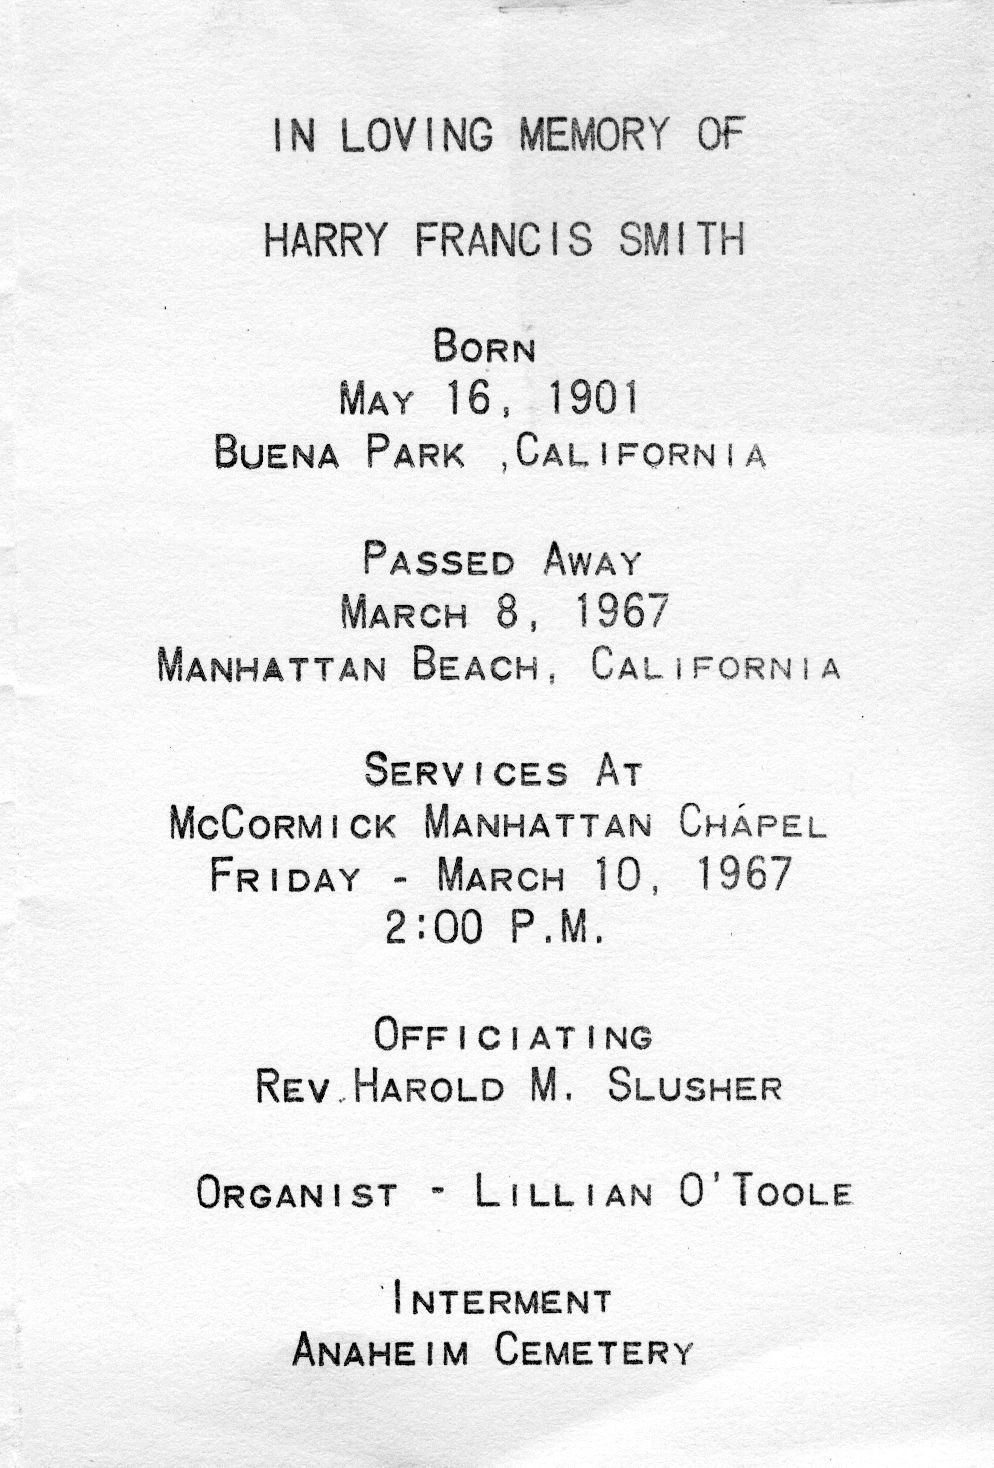 IN LOVING MEMORY OF
HARRY FRANCIS SMITH
BORN
MAY 16, 1901
BUENA PARK ,CALIFORNIA
PASSED AWAY
MARCH 8, 1967
MANHATTAN BEACH, CALIFORNIA
SERVICES AT
MCCORMICK MANHATTAN CHAPEL
FRIDAY - MARCH 10, 1967
2:00 P.M.
OFFICIATING
REV.HAROLD M. SLUSHER
ORGANIST - LILLIAN O'TOOLE
INTERMENT
ANAHEIM CEMETERY